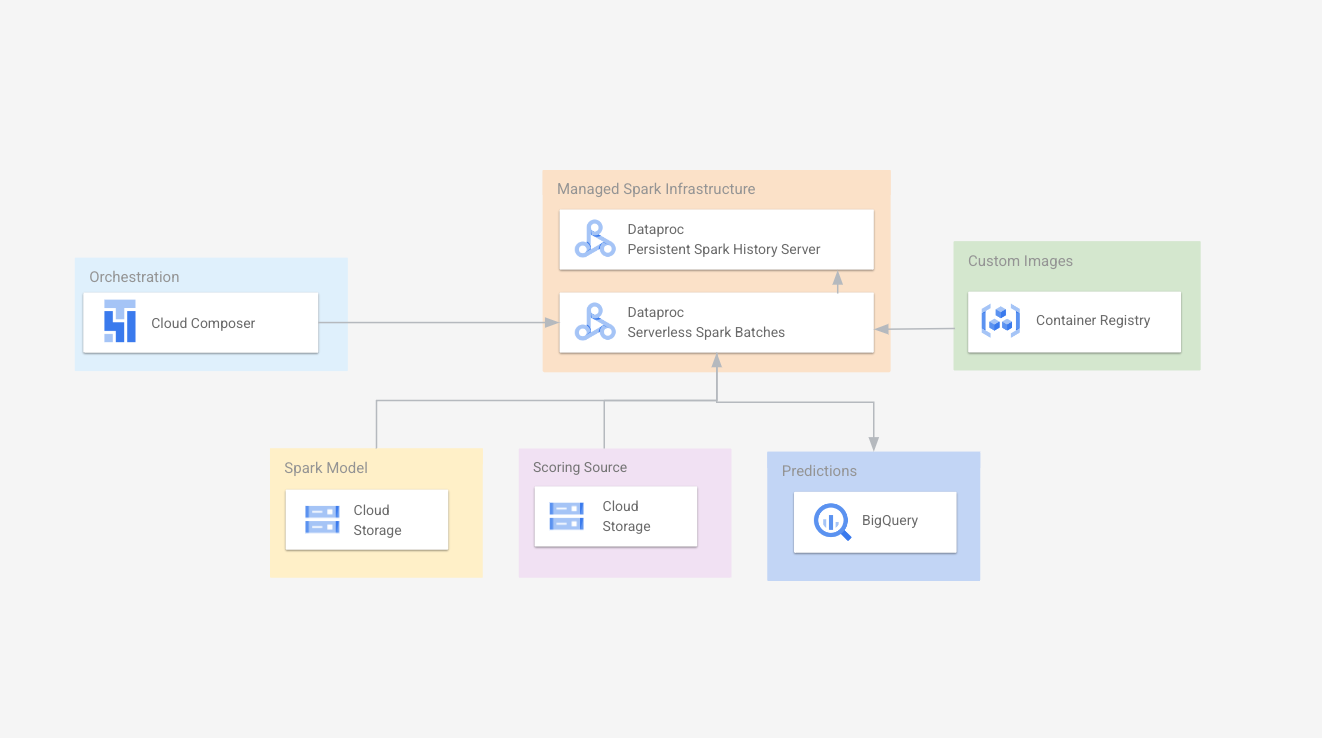 Managed Spark Infrastructure
Dataproc
Persistent Spark History Server
Dataproc
Serverless Spark Batches
Orchestration
Cloud Composer
Custom Images
Container Registry
Spark Model
Cloud
Storage
Scoring Source
Cloud
Storage
Predictions
BigQuery